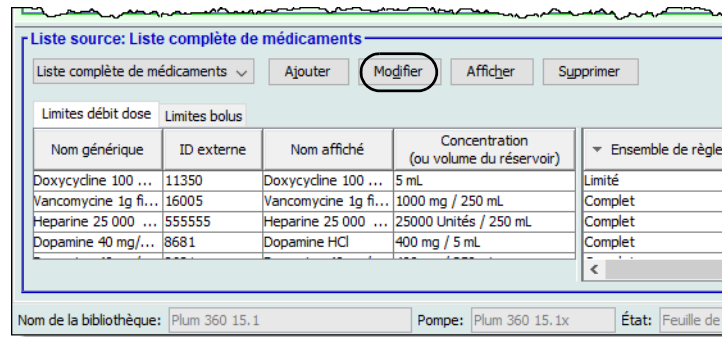 Liste source: Liste complète de médicaments
Liste complète de médicaments Ajouter Modifier Afficher Supprimer
Limites débit dose Limites bolus
Nom générique ID externe Nom affiché Concentration (ou volume du réservoir) Ensemble de règle
Doxycycline 100 ... 11350 Doxycycline 100 ... 5 mL Limité
Vancomycine 1g fi... 16005 Vancomycine 1g fi... 1000 mg / 250 mL Complet
Heparine 25 000 ... 555555 Heparine 25 000 ... 25000 Unités / 250 mL Complet
Dopamine 40 mg/... 8681 Dopamine HCl 400 mg / 5 mL Complet
Nom de la bibliothèque: Plum 360 15.1 Pompe: Plum 360 15.1x État: Feuille de